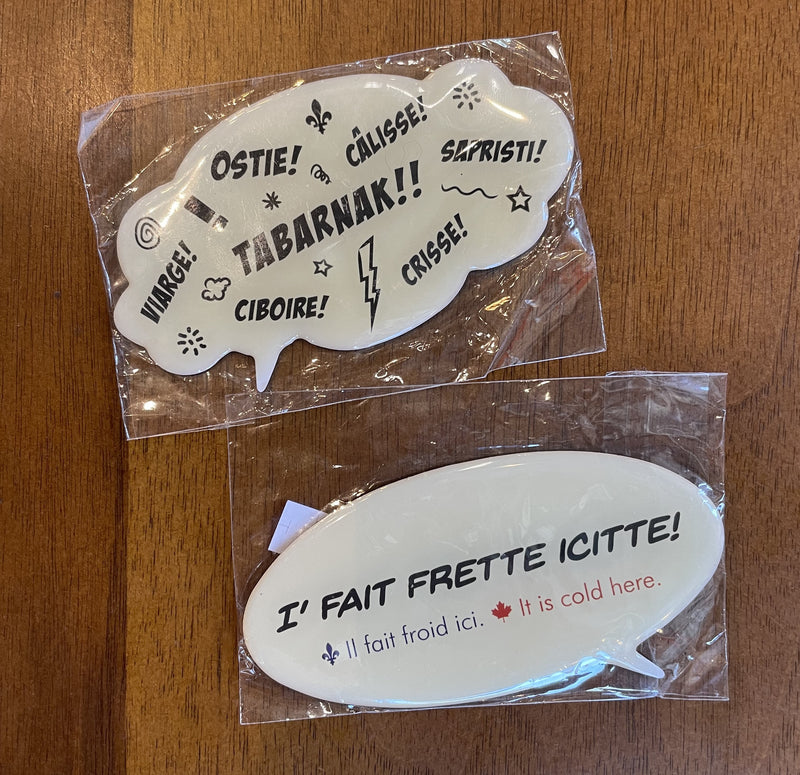 OSTIE!
CÂLISSE!
SAPRISTI!
TABARNAK!!
VIARGE!
CIBOIRE!
CRISSE!
I' FAIT FRETTE ICITTE!
Il fait froid ici. It is cold here.